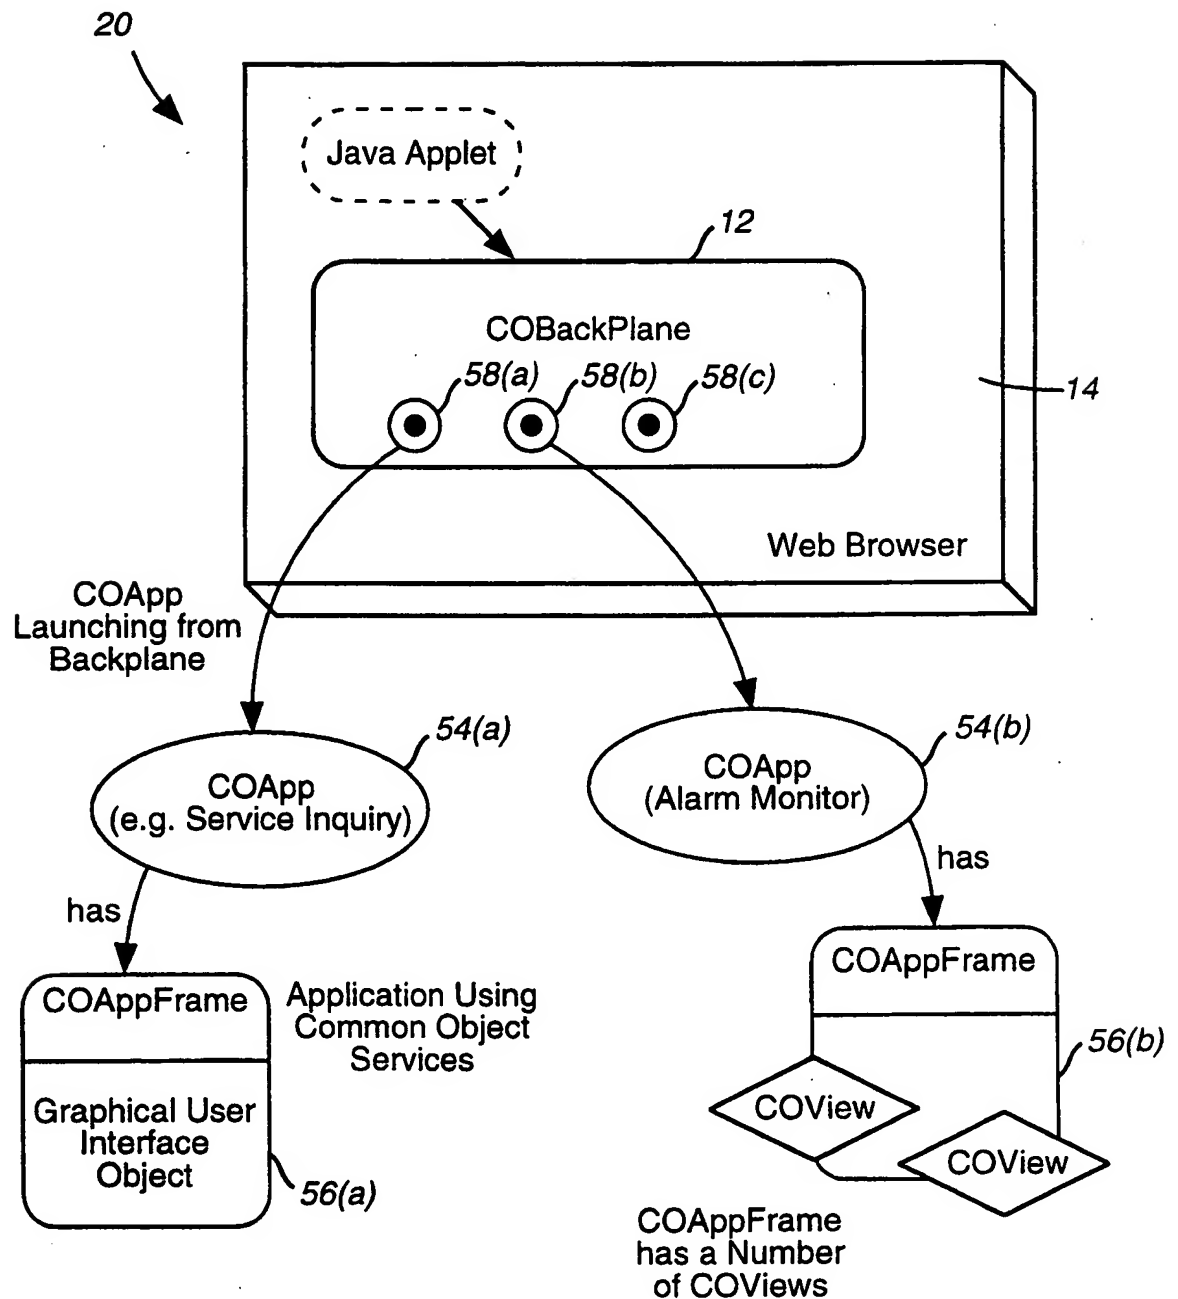 20
Java Applet
12
COBackPlane
58(a)
58(b)
58(c)
14
Web Browser
COApp
Launching from
Backplane
54(a)
54(b)
COApp
(e.g. Service Inquiry)
COApp
(Alarm Monitor)
has
has
COAppFrame
Application Using
Common Object
Services
COAppFrame
56(b)
Graphical User
Interface
Object
56(a)
COView
COView
COAppFrame
has a Number
of COViews